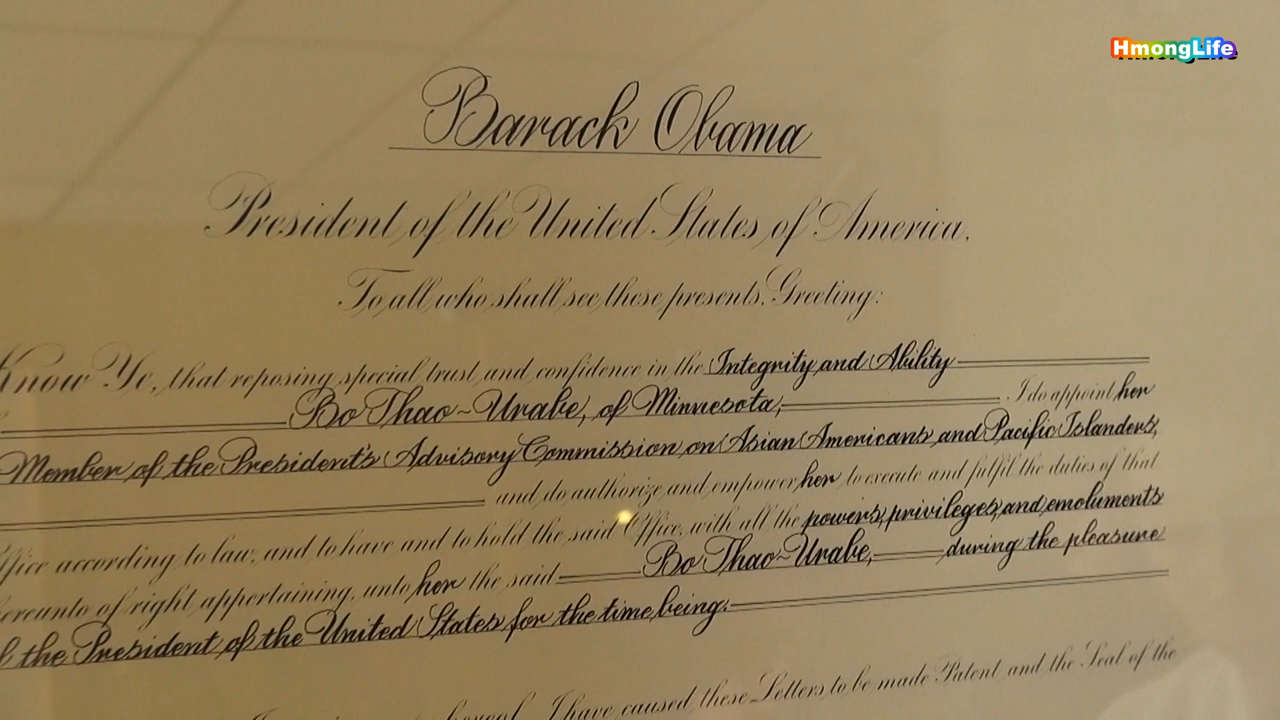 HmongLife
Barack Obama
President of the United States of America.
To all who shall see these presents, Greeting:
Know Ye, that reposing special trust and confidence in the Integrity and Ability
Bo Thao-Urabe, of Minnesota, I do appoint her
Member of the President's Advisory Commission on Asian Americans and Pacific Islanders,
and do authorize and empower her to execute and fulfil the duties of that
according to law, and to have and to hold the said Office, with all the powers, privileges, and emoluments
of right appertaining, unto her the said Bo Thao-Urabe, during the pleasure
the President of the United States for the time being.
I have caused these Letters to be made Patent and the Seal of the